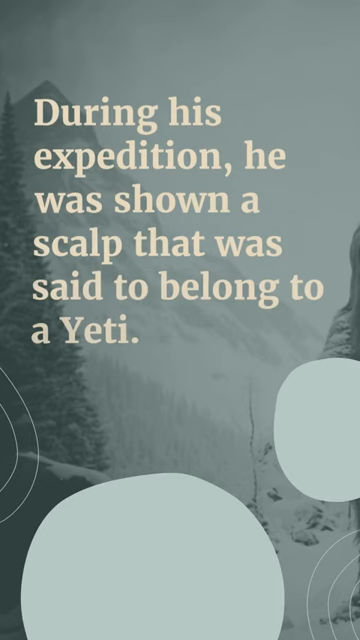 During his
expedition, he
was shown a
scalp that was
said to belong to
a Yeti.